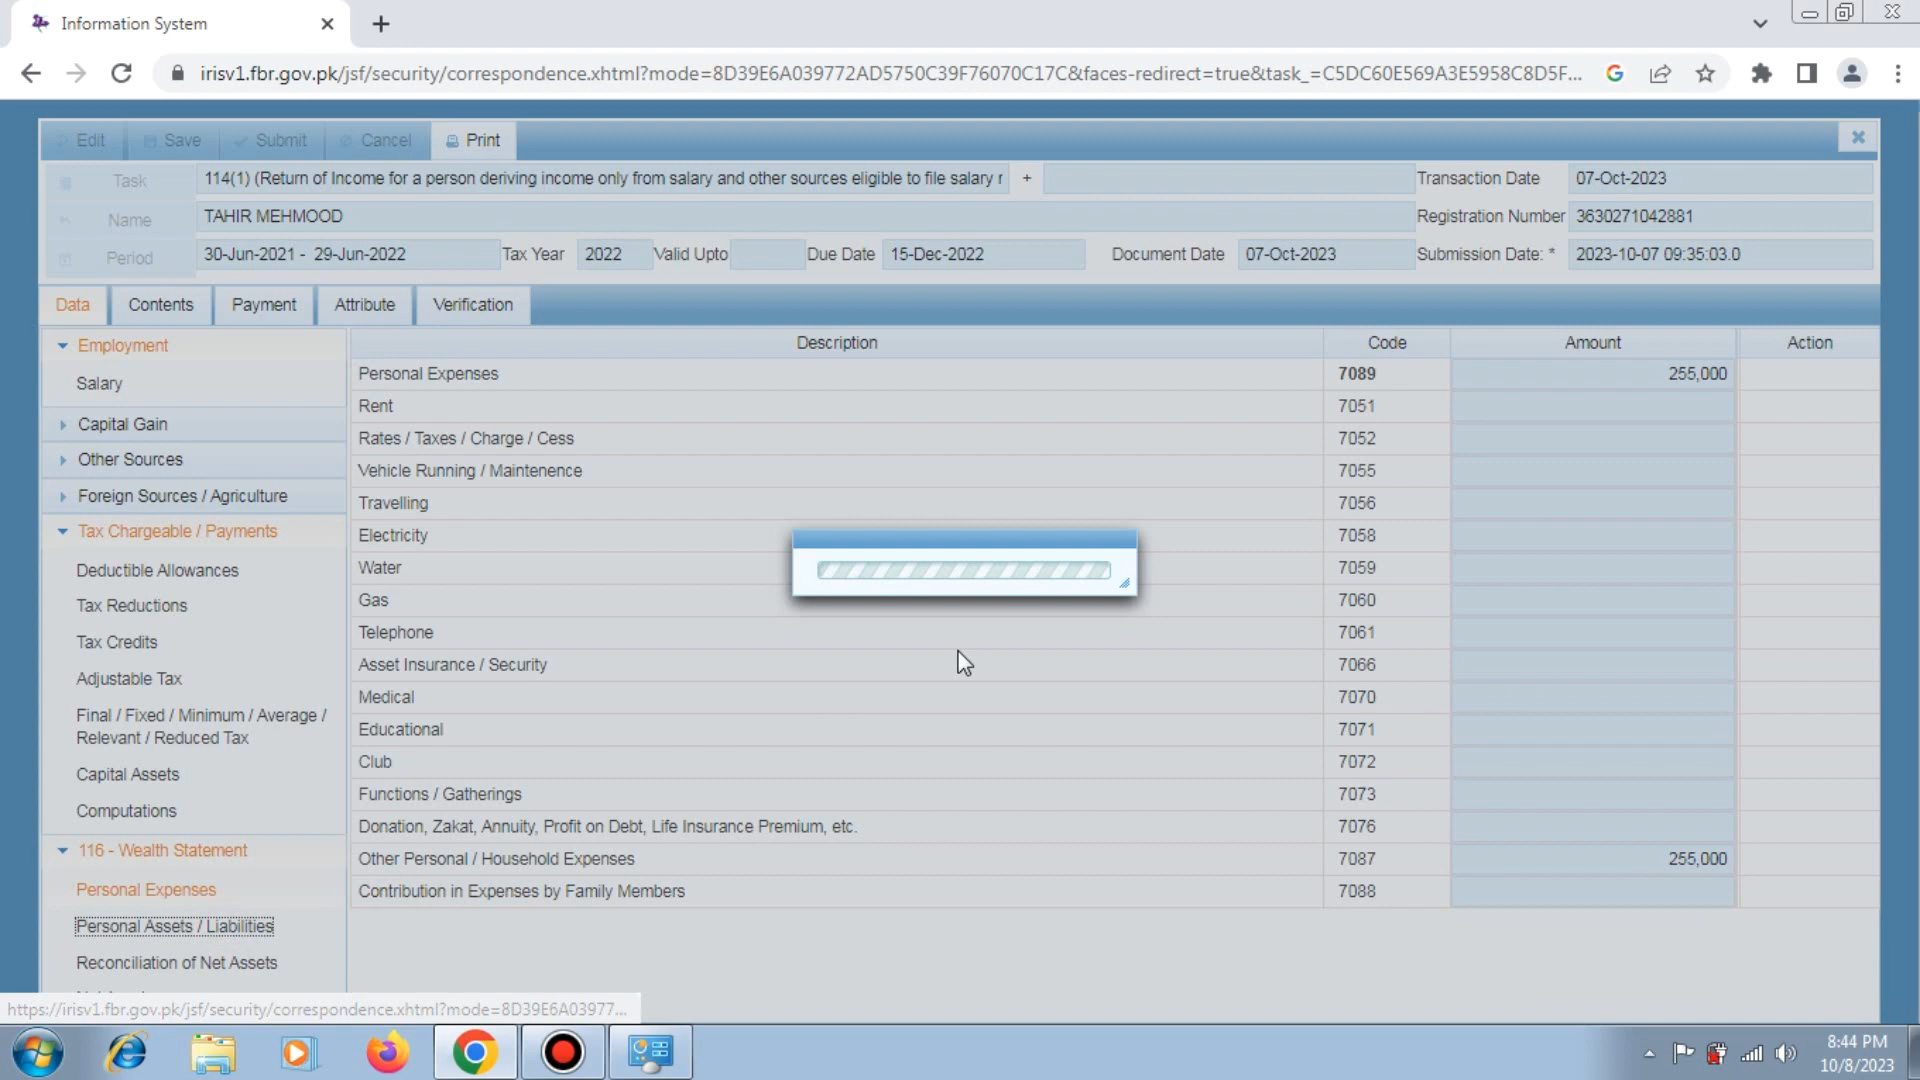 Information System
irisv1.fbr.gov.pk/jsf/security/correspondence.xhtml?mode=8D39E6A039772AD5750C39F76070C17C&faces-redirect=true&task_=C5DC60E569A3E5958C8D5F...
Edit Save Submit Cancel Print
Task 114(1) (Return of Income for a person deriving income only from salary and other sources eligible to file salary r + Transaction Date 07-Oct-2023
Name TAHIR MEHMOOD Registration Number 3630271042881
Period 30-Jun-2021 - 29-Jun-2022 Tax Year 2022 Valid Upto Due Date 15-Dec-2022 Document Date 07-Oct-2023 Submission Date: * 2023-10-07 09:35:03.0
Data Contents Payment Attribute Verification
Employment
Salary
Capital Gain
Other Sources
Foreign Sources / Agriculture
Tax Chargeable / Payments
Deductible Allowances
Tax Reductions
Tax Credits
Adjustable Tax
Final / Fixed / Minimum / Average /
Relevant / Reduced Tax
Capital Assets
Computations
116 - Wealth Statement
Personal Expenses
Personal Assets / Liabilities
Reconciliation of Net Assets
Description Code Amount Action
Personal Expenses 7089 255,000
Rent 7051
Rates / Taxes / Charge / Cess 7052
Vehicle Running / Maintenence 7055
Travelling 7056
Electricity 7058
Water 7059
Gas 7060
Telephone 7061
Asset Insurance / Security 7066
Medical 7070
Educational 7071
Club 7072
Functions / Gatherings 7073
Donation, Zakat, Annuity, Profit on Debt, Life Insurance Premium, etc. 7076
Other Personal / Household Expenses 7087 255,000
Contribution in Expenses by Family Members 7088
https://irisv1.fbr.gov.pk/jsf/security/correspondence.xhtml?mode=8D39E6A03977...
8:44 PM
10/8/2023